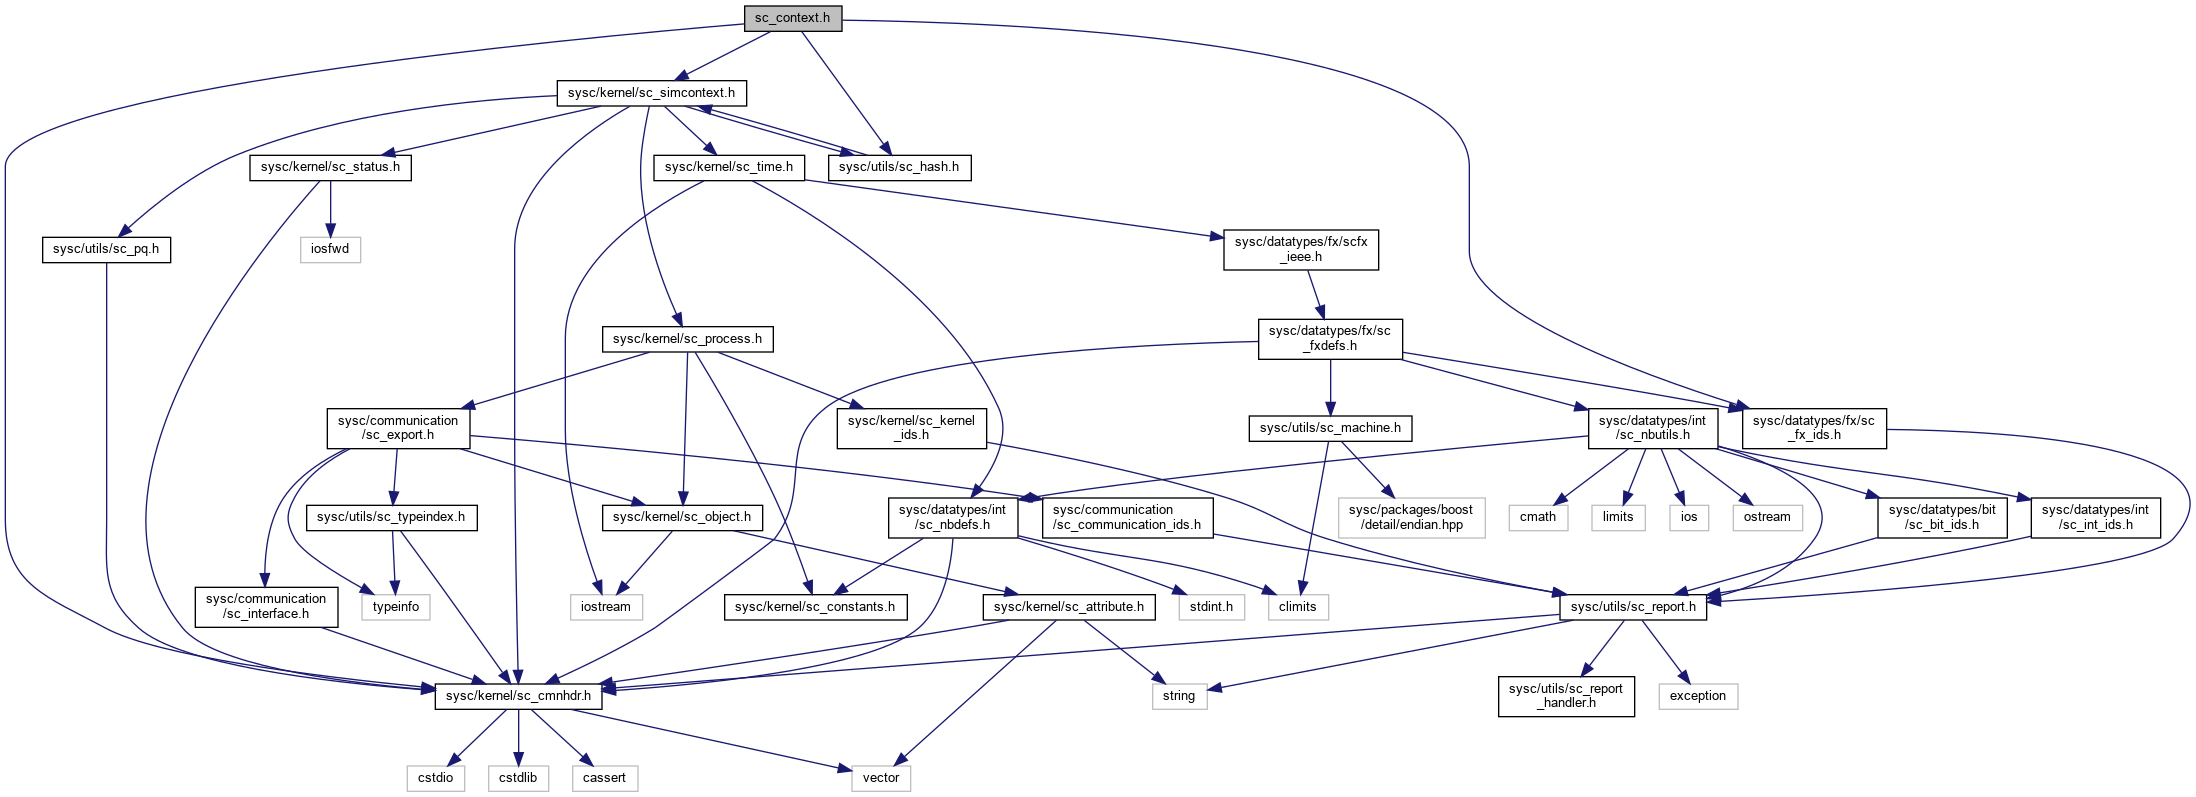 sc_context.h
sysc/kernel/sc_simcontext.h
sysc/kernel/sc_status.h
sysc/kernel/sc_time.h
sysc/utils/sc_hash.h
sysc/utils/sc_pq.h
iosfwd
sysc/datatypes/fx/scfx
_ieee.h
sysc/kernel/sc_process.h
sysc/datatypes/fx/sc
_fxdefs.h
sysc/communication
/sc_export.h
sysc/kernel/sc_kernel
_ids.h
sysc/utils/sc_machine.h
sysc/datatypes/int
/sc_nbutils.h
sysc/datatypes/fx/sc
_fx_ids.h
sysc/utils/sc_typeindex.h
sysc/kernel/sc_object.h
sysc/datatypes/int
/sc_nbdefs.h
sysc/communication
/sc_communication_ids.h
sysc/packages/boost
/detail/endian.hpp
cmath
limits
ios
ostream
sysc/datatypes/bit
/sc_bit_ids.h
sysc/datatypes/int
/sc_int_ids.h
sysc/communication
/sc_interface.h
typeinfo
iostream
sysc/kernel/sc_constants.h
sysc/kernel/sc_attribute.h
stdint.h
climits
sysc/utils/sc_report.h
sysc/kernel/sc_cmnhdr.h
string
sysc/utils/sc_report
_handler.h
exception
cstdio
cstdlib
cassert
vector